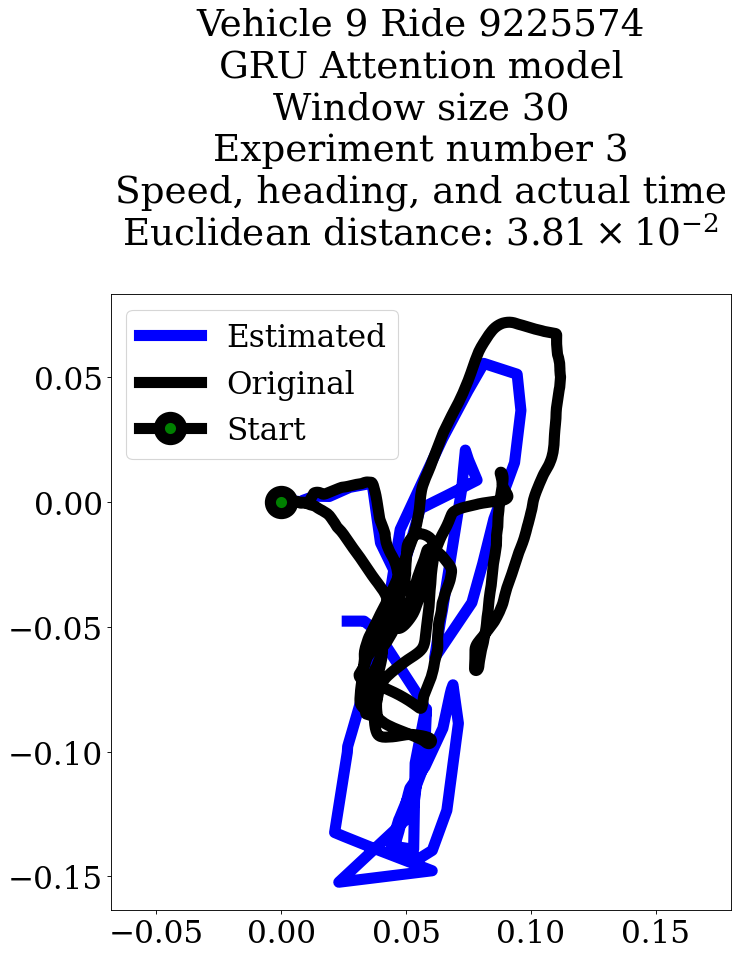 Vehicle 9 Ride 9225574
GRU Attention model
Window size 30
Experiment number 3
Speed, heading, and actual time
Euclidean distance: 3.81 × 10⁻²
Estimated
Original
Start
0.05
0.00
−0.05
−0.10
−0.15
−0.05 0.00 0.05 0.10 0.15